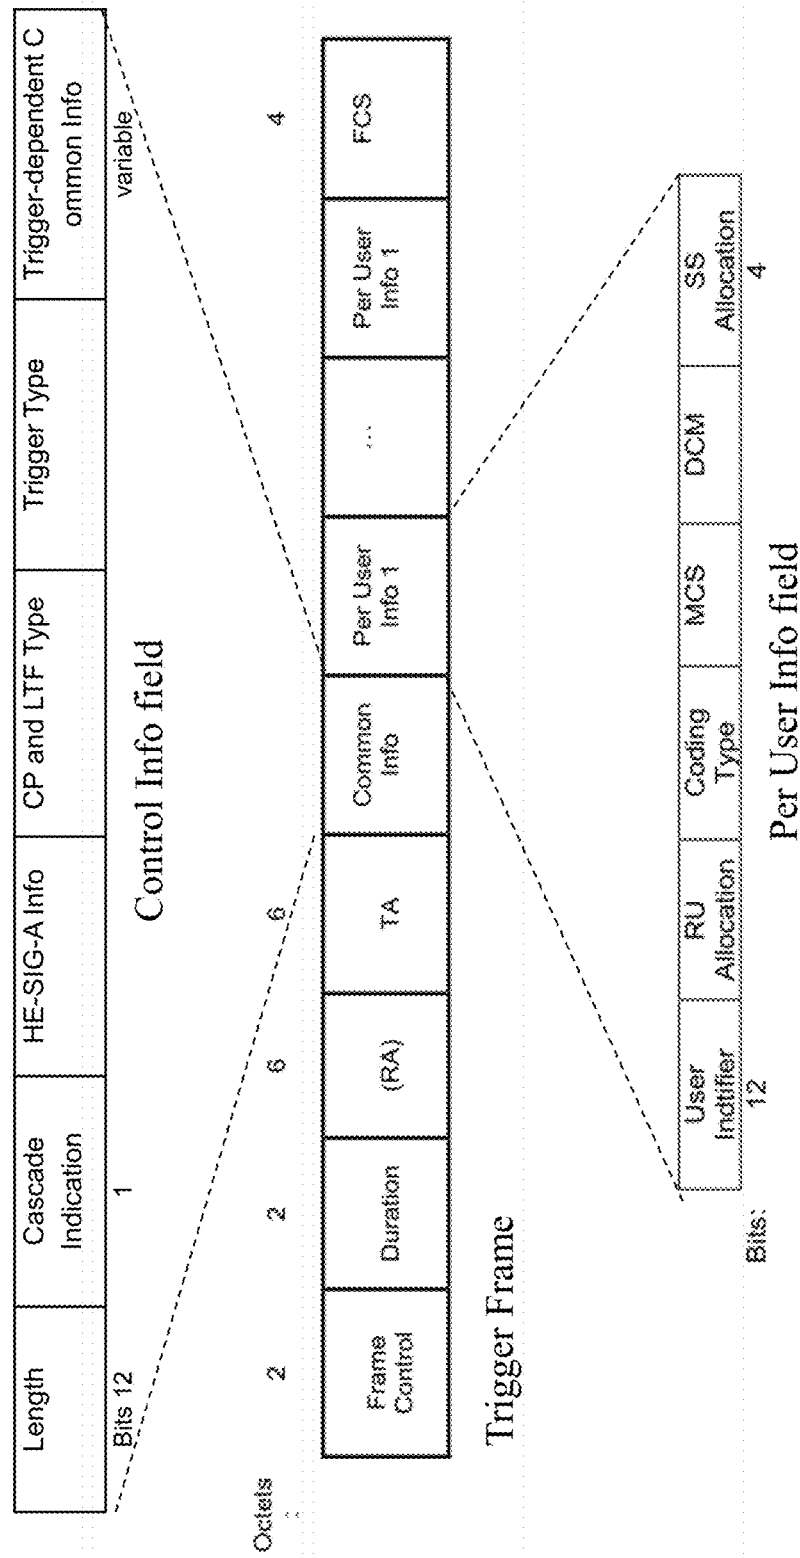 Length
Cascade
Indication
HE-SIG-A Info
CP and LTF Type
Trigger Type
Trigger-dependent C
ommon Info
Bits 12
1
variable
Control Info field
Octets
:
2
2
6
6
4
Frame
Control
Duration
(RA)
TA
Common
Info
Per User
Info 1
...
Per User
Info 1
FCS
Trigger Frame
User
Indtifier
RU
Allocation
Coding
Type
MCS
DCM
SS
Allocation
Bits:
12
4
Per User Info field